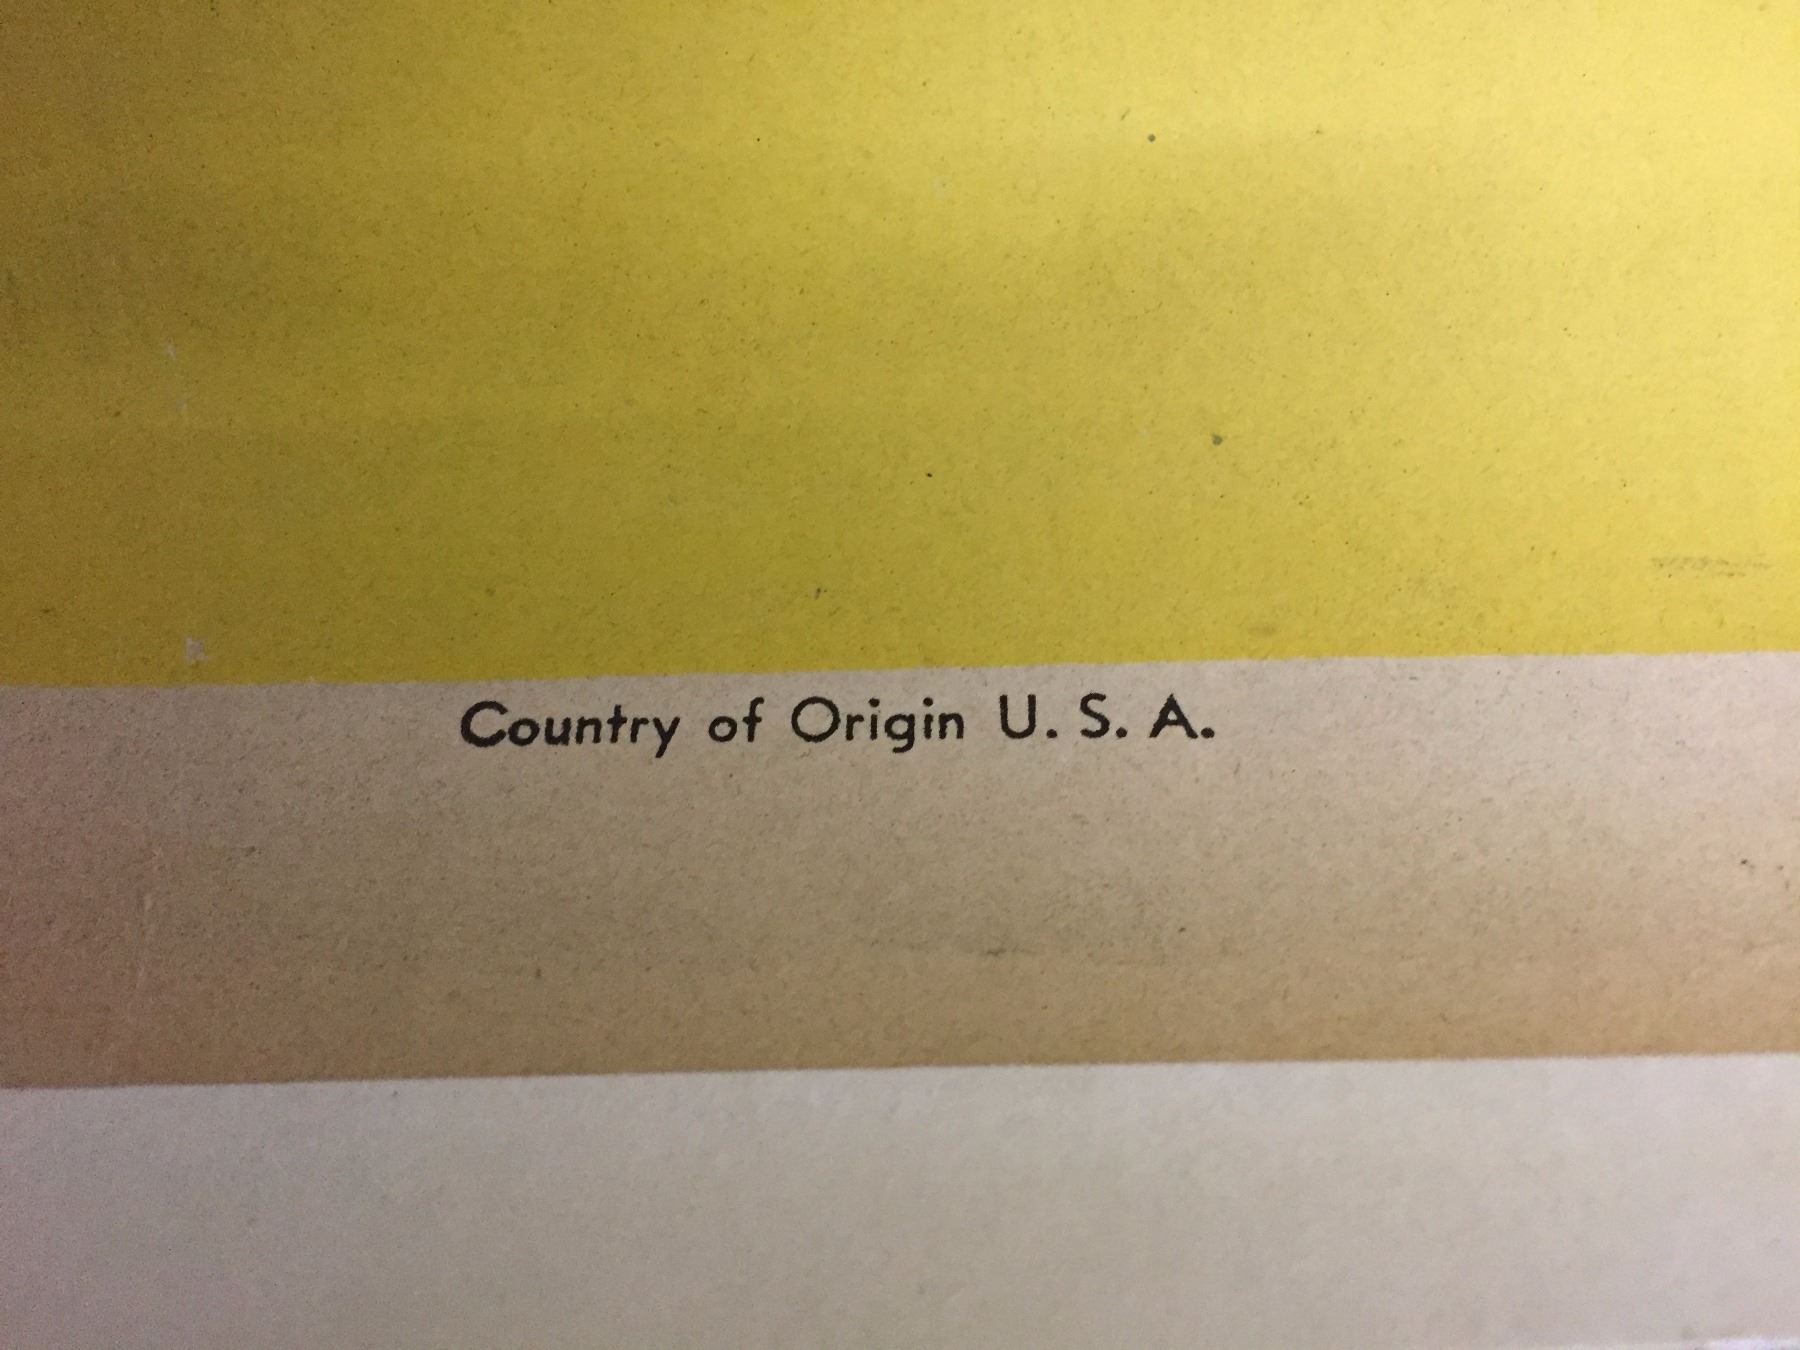 Country of Origin U. S. A.